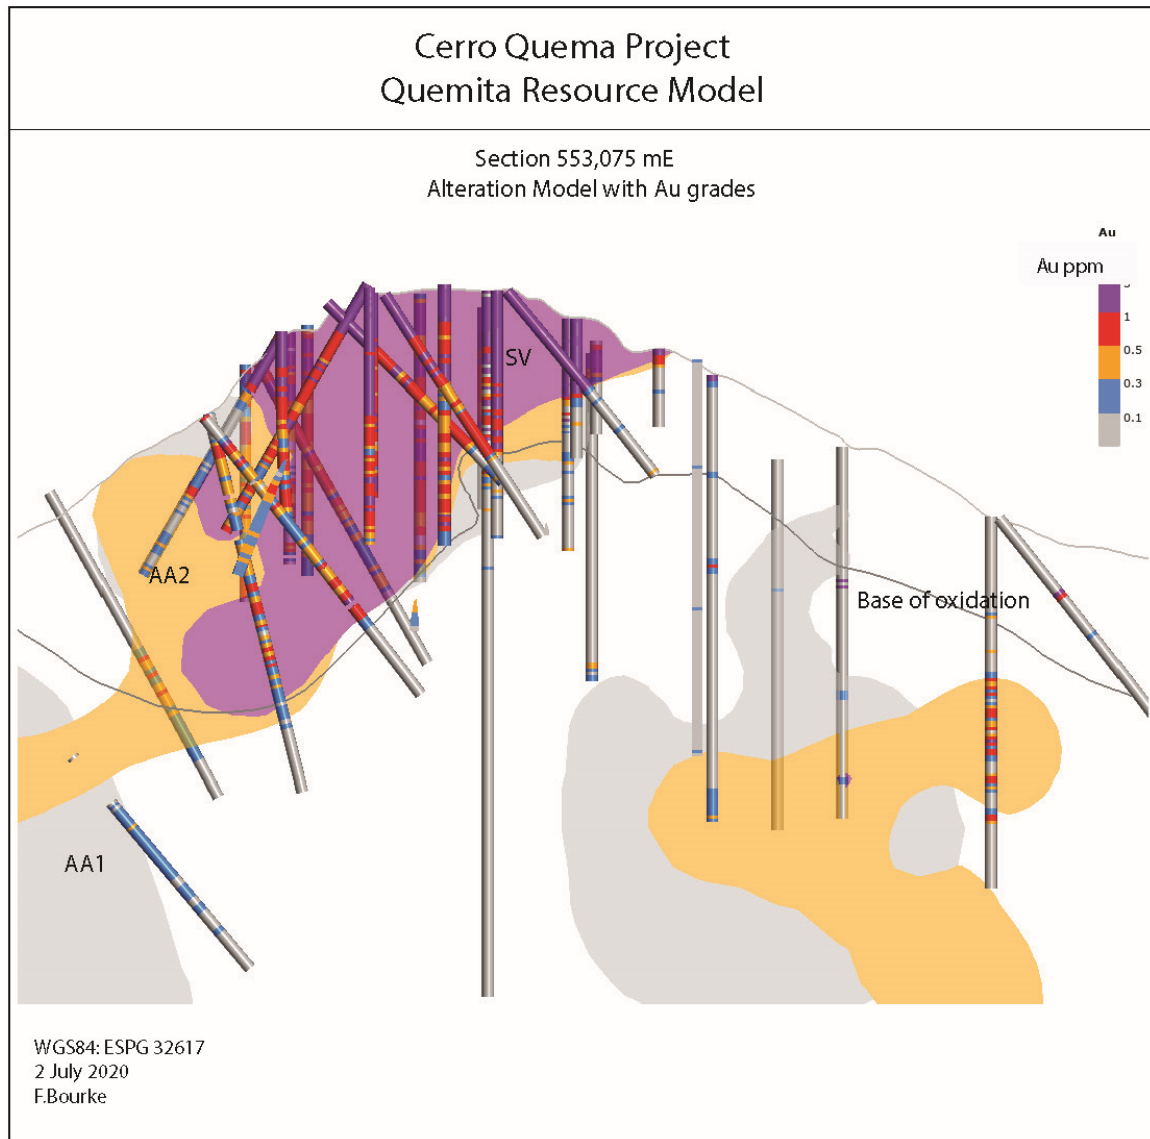 Cerro Quema Project
Quemita Resource Model
Section 553,075 mE
Alteration Model with Au grades
Au
Au ppm
1
0.5
0.3
0.1
SV
AA2
Base of oxidation
AA1
WGS84: ESPG 32617
2 July 2020
F.Bourke